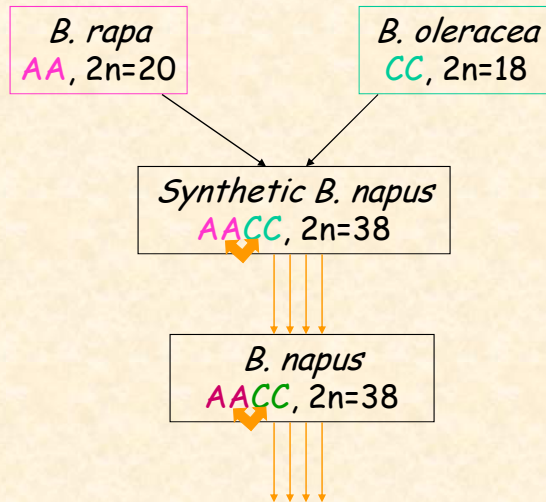 B. rapa
AA, 2n=20
B. oleracea
CC, 2n=18
Synthetic B. napus
AACC, 2n=38
B. napus
AACC, 2n=38